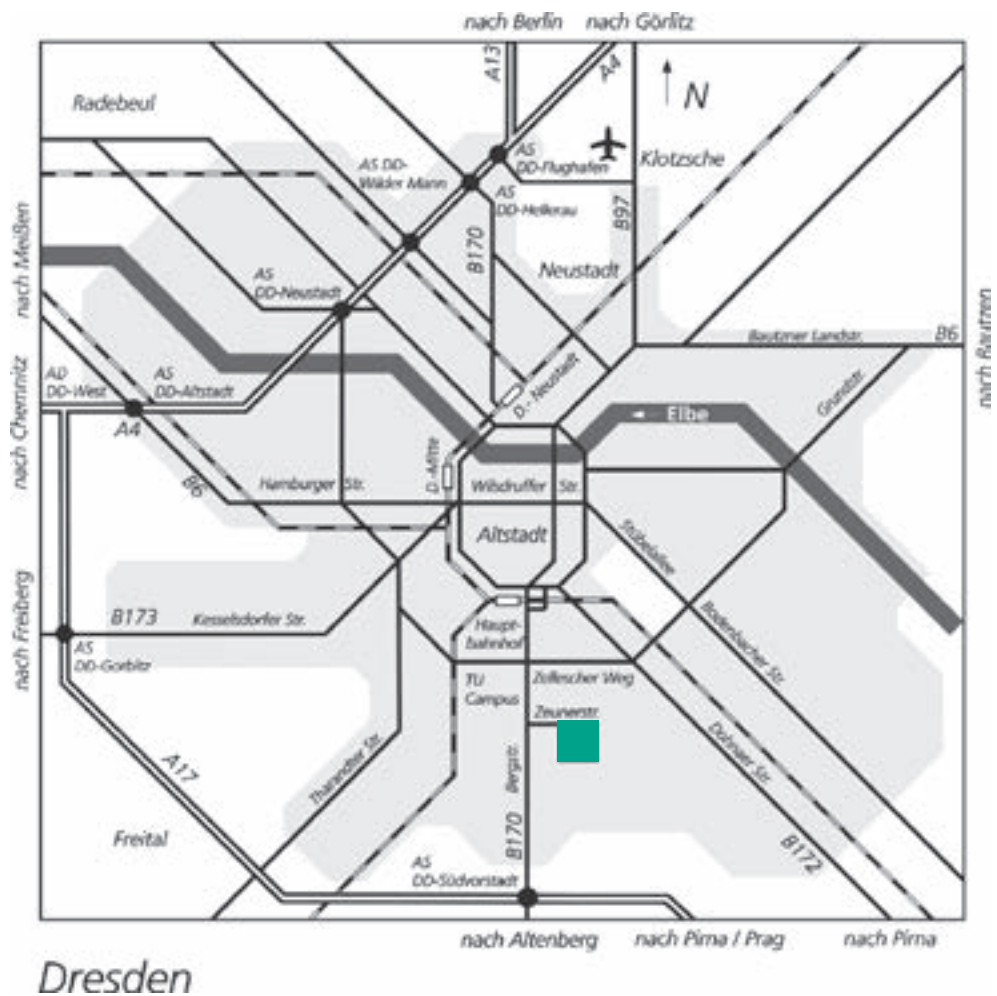 nach Berlin
nach Görlitz
A13
A4
N
Radebeul
AS
DD-Flughafen
Klotzsche
AS DD-
Wilder Mann
AS
DD-Hellerau
B97
nach Meißen
B170
Neustadt
AS
DD-Neustadt
Bautzner Landstr.
B6
nach Bautzen
nach Chemnitz
AD
DD-West
AS
DD-Altstadt
D.- Neustadt
Grundstr.
Elbe
A4
D.-Mitte
B6
Hamburger Str.
Wilsdruffer Str.
Altstadt
Stübelallee
nach Freiberg
B173
Kesselsdorfer Str.
Haupt-
bahnhof
Bodenbacher Str.
AS
DD-Gorbitz
TU
Campus
Zellescher Weg
Zeunerstr.
A17
Tharandter Str.
Bergstr.
Dohnaer Str.
Freital
B170
B172
AS
DD-Südvorstadt
nach Altenberg
nach Pirna / Prag
nach Pirna
Dresden